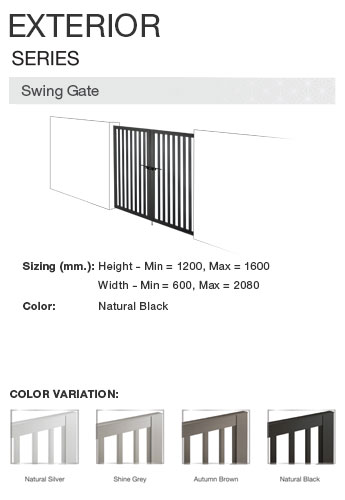 EXTERIOR
SERIES
Swing Gate
Sizing (mm.): Height - Min = 1200, Max = 1600
Width - Min = 600, Max = 2080
Color: Natural Black
COLOR VARIATION:
Natural Silver Shine Grey Autumn Brown Natural Black